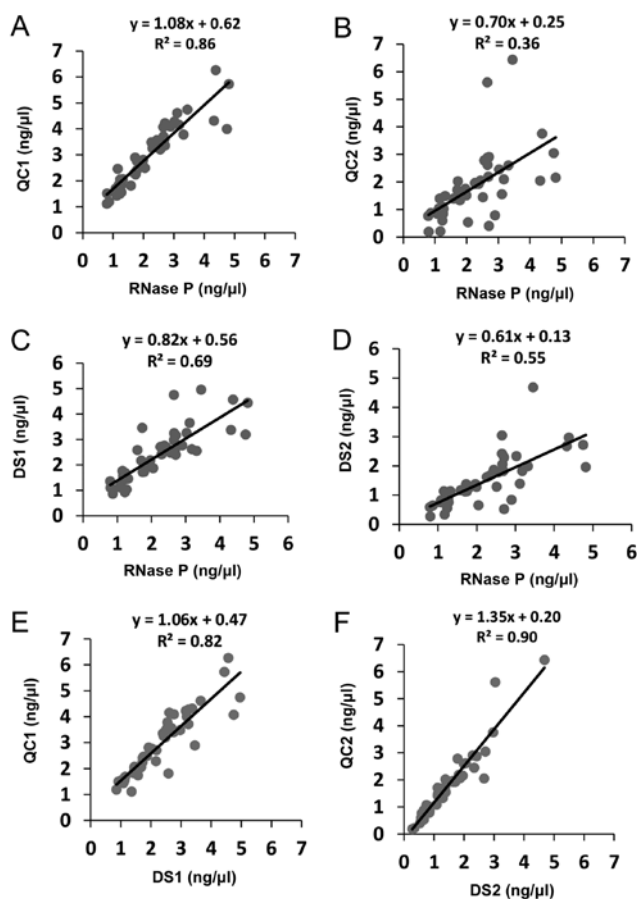 A
y = 1.08x + 0.62
R² = 0.86
7
6
5
4
3
2
1
0
QC1 (ng/µl)
0 1 2 3 4 5 6 7
RNase P (ng/µl)
B
y = 0.70x + 0.25
R² = 0.36
7
6
5
4
3
2
1
0
QC2 (ng/µl)
0 1 2 3 4 5 6 7
RNase P (ng/µl)
C
y = 0.82x + 0.56
R² = 0.69
6
5
4
3
2
1
0
DS1 (ng/µl)
0 1 2 3 4 5 6
RNase P (ng/µl)
D
y = 0.61x + 0.13
R² = 0.55
6
5
4
3
2
1
0
DS2 (ng/µl)
0 1 2 3 4 5 6
RNase P (ng/µl)
E
y = 1.06x + 0.47
R² = 0.82
7
6
5
4
3
2
1
0
QC1 (ng/µl)
0 1 2 3 4 5 6 7
DS1 (ng/µl)
F
y = 1.35x + 0.20
R² = 0.90
7
6
5
4
3
2
1
0
QC2 (ng/µl)
0 1 2 3 4 5 6 7
DS2 (ng/µl)